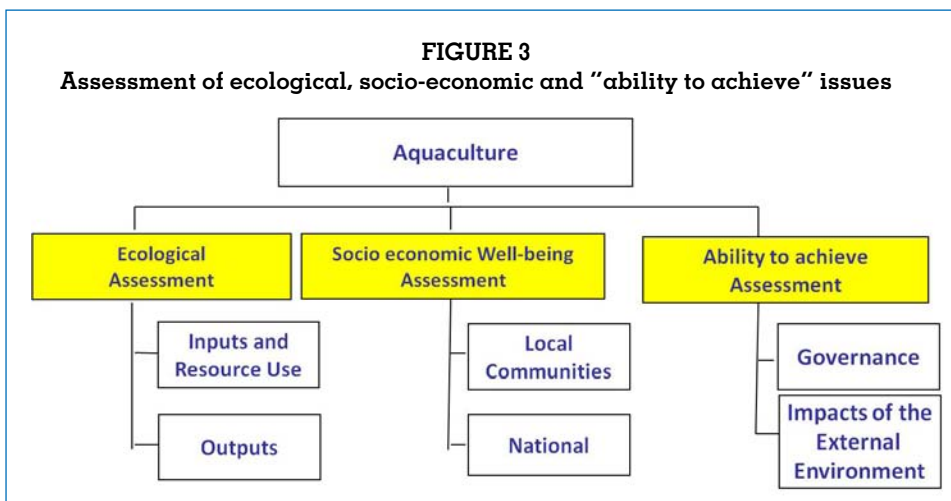 FIGURE 3
Assessment of ecological, socio-economic and “ability to achieve” issues
Aquaculture
Ecological
Assessment
Socio economic Well-being
Assessment
Ability to achieve
Assessment
Inputs and
Resource Use
Local
Communities
Governance
Outputs
National
Impacts of the
External
Environment